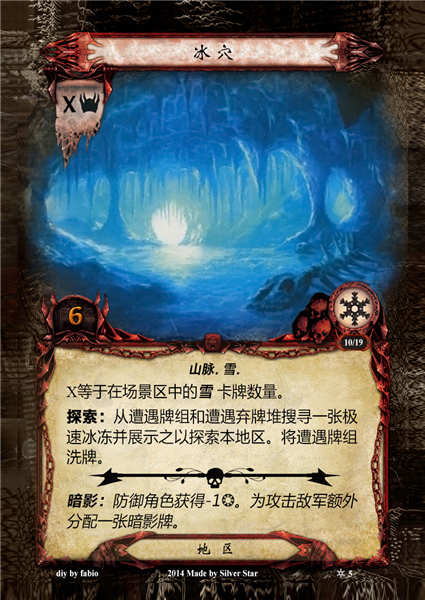 冰穴
X
6
10/19
山脉. 雪.
X等于在场景区中的雪 卡牌数量。
探索：从遭遇牌组和遭遇弃牌堆搜寻一张极
速冰冻并展示之以探索本地区。将遭遇牌组
洗牌。
暗影：防御角色获得-1。为攻击敌军额外
分配一张暗影牌。
地 区
diy by fabio 2014 Made by Silver Star 5